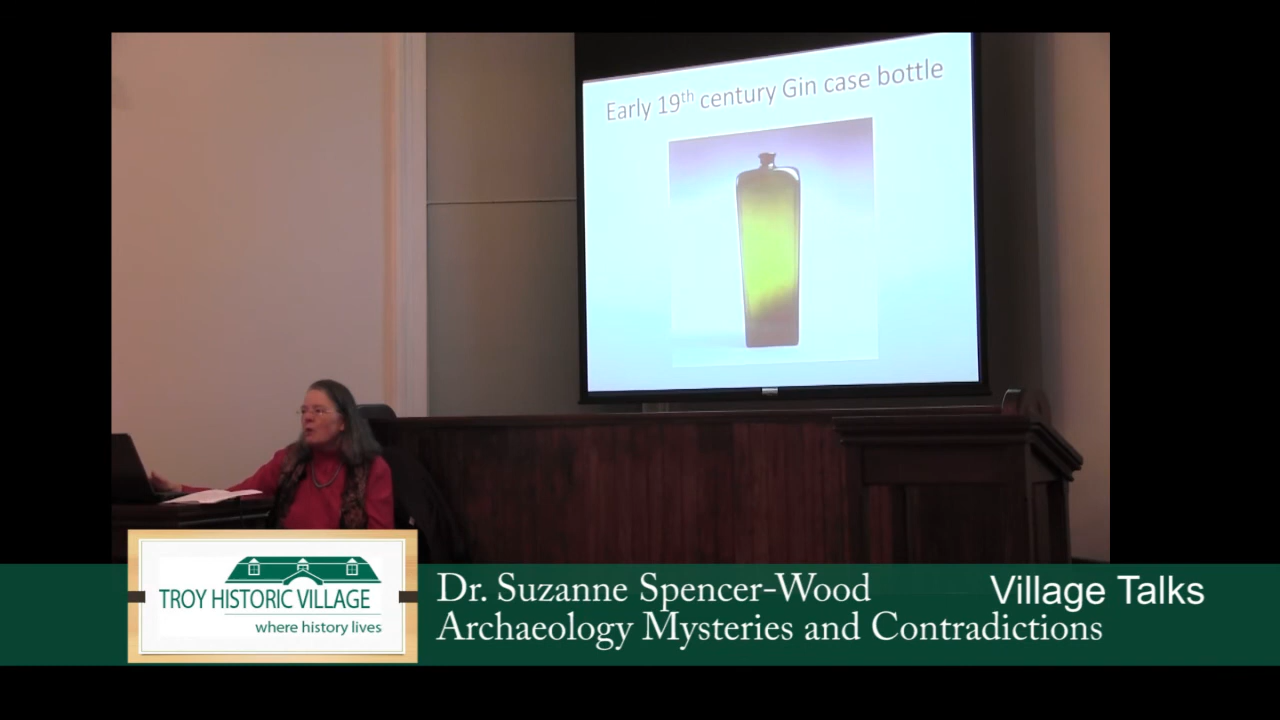 Early 19th century Gin case bottle
TROY HISTORIC VILLAGE
where history lives
Dr. Suzanne Spencer-Wood
Village Talks
Archaeology Mysteries and Contradictions